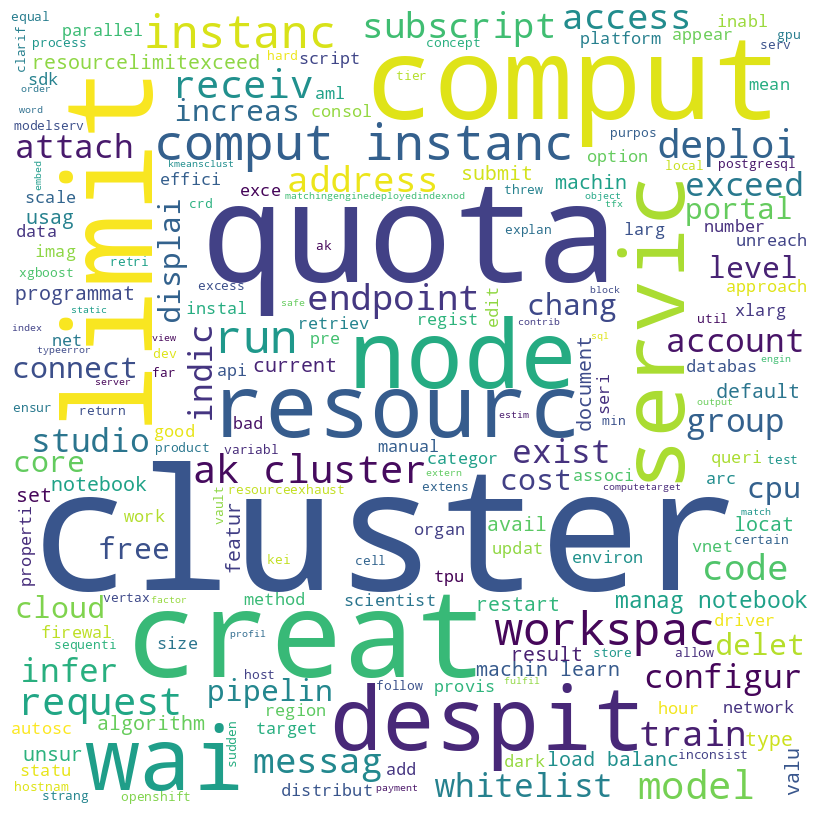 equal
parallel
instanc
subscript
access
inabl
gpu
clarif
process
concept
platform
appear
serv
resourcelimitexceed
hard
script
comput
tier
mean
sdk
receiv
aml
order
limit
increas
consol
word
modelserv
attach
comput instanc
purpos
deploi
option
postgresql
kmeansclust
local
effici
address
submit
machin
exceed
embed
scale
exce
threw
object
portal
usag
crd
matchingenginedeployedindexnod
tfx
data
displai
ak
quota
explan
larg
servic
number
unreach
imag
retri
level
xgboost
excess
safe
endpoint
edit
block
approach
programmat
chang
xlarg
static
instal
retriev
regist
contrib
util
index
net
run
pre
node
sql
account
typeerror
view
dev
indic
api
current
document
seri
databas
engin
connect
far
server
resourc
default
ensur
return
bad
estim
min
output
group
good
studio
product
variabl
manual
exist
test
core
ak cluster
categor
cost
associ
queri
extern
arc
cpu
set
notebook
vault
resourceexhaust
extens
computetarget
match
properti
work
featur
organ
avail
locat
certain
kei
cluster
free
cell
updat
environ
vnet
code
tpu
vertax
factor
method
scientist
restart
manag notebook
cloud
creat
workspac
driver
firewal
sequenti
size
profil
result
store
allow
delet
infer
host
machin learn
configur
follow
provis
fulfil
request
pipelin
region
despit
hour
network
autosc
algorithm
target
train
type
unsur
wai
sudden
inconsist
messag
dark
load balanc
statu
add
valu
hostnam
whitelist
model
strang
openshift
distribut
payment